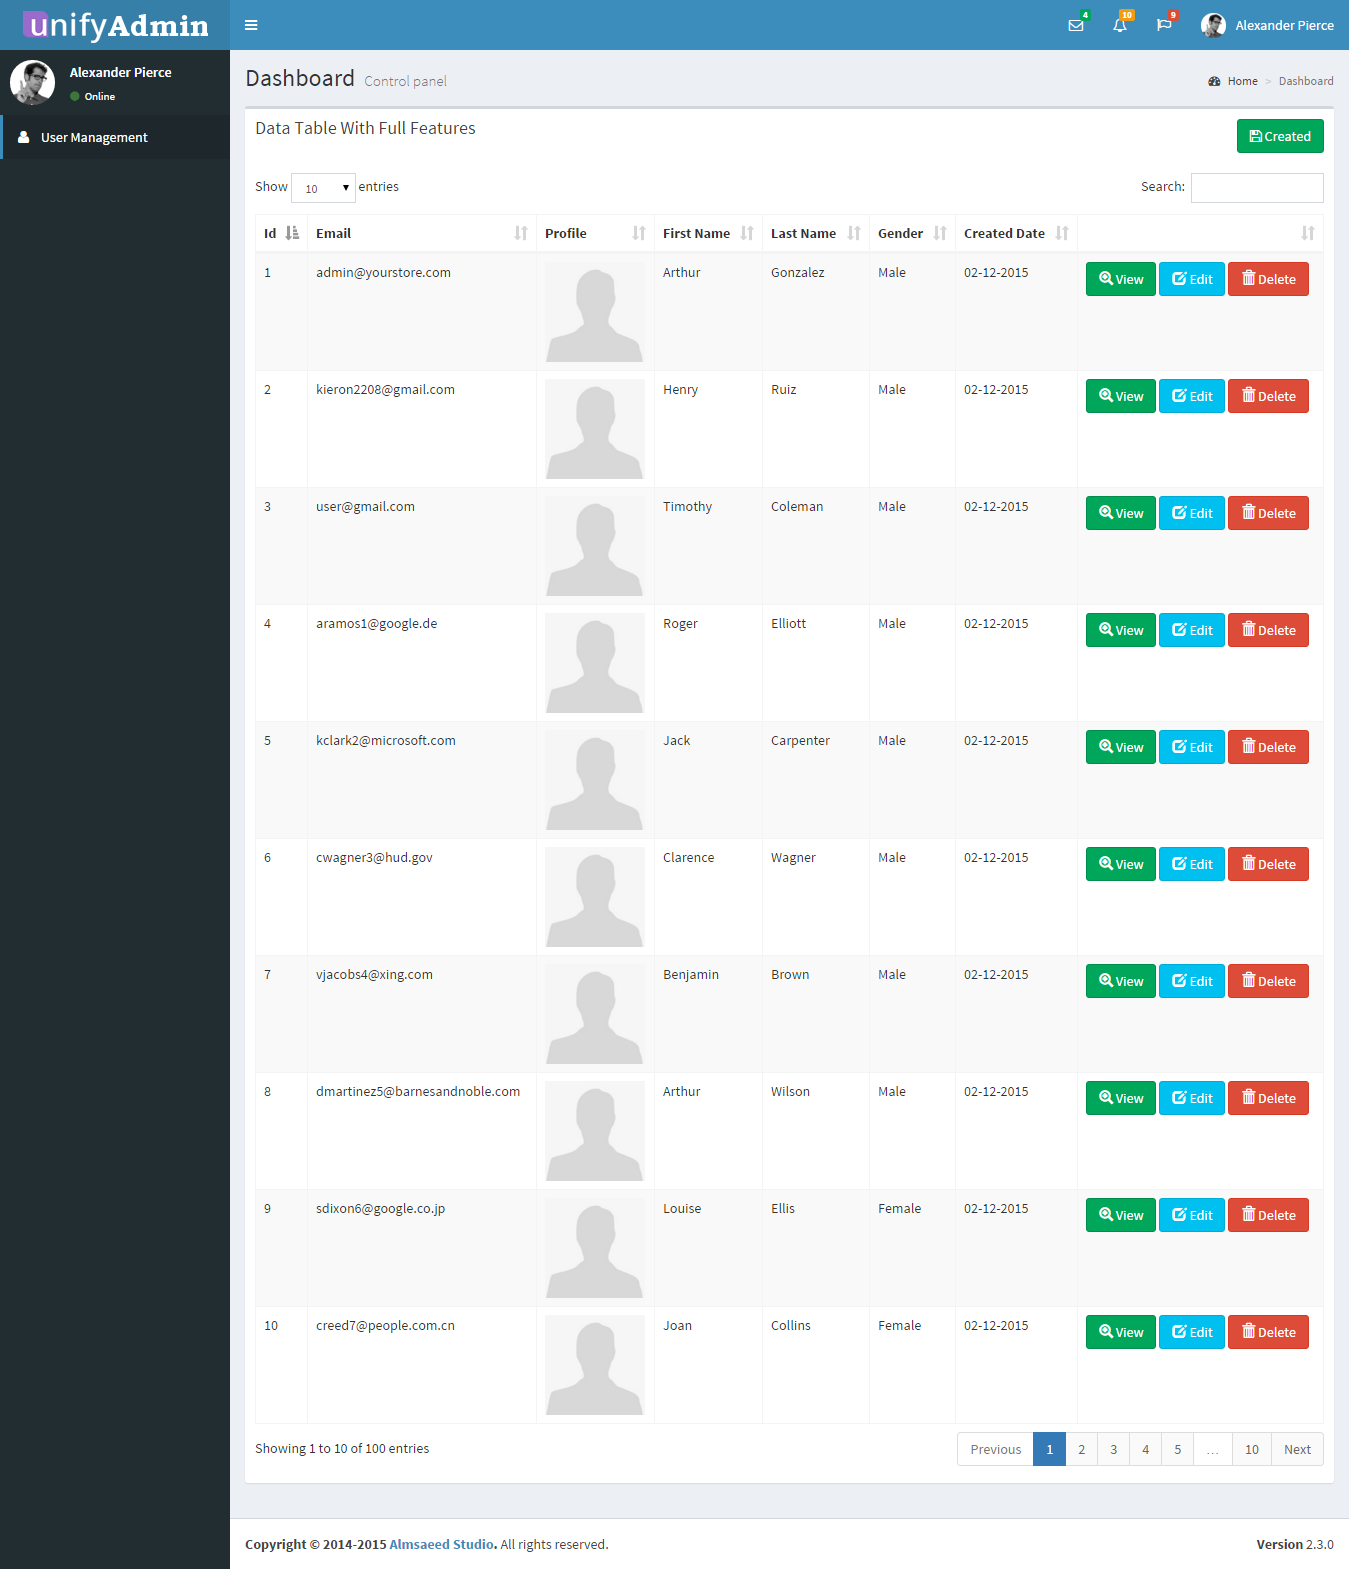 unifyAdmin
4 10 9 Alexander Pierce
Alexander Pierce
Online
User Management
Dashboard Control panel
Home > Dashboard
Data Table With Full Features
Created
Show 10 entries
Search:
Id Email Profile First Name Last Name Gender Created Date
1 admin@yourstore.com Arthur Gonzalez Male 02-12-2015 View Edit Delete
2 kieron2208@gmail.com Henry Ruiz Male 02-12-2015 View Edit Delete
3 user@gmail.com Timothy Coleman Male 02-12-2015 View Edit Delete
4 aramos1@google.de Roger Elliott Male 02-12-2015 View Edit Delete
5 kclark2@microsoft.com Jack Carpenter Male 02-12-2015 View Edit Delete
6 cwagner3@hud.gov Clarence Wagner Male 02-12-2015 View Edit Delete
7 vjacobs4@xing.com Benjamin Brown Male 02-12-2015 View Edit Delete
8 dmartinez5@barnesandnoble.com Arthur Wilson Male 02-12-2015 View Edit Delete
9 sdixon6@google.co.jp Louise Ellis Female 02-12-2015 View Edit Delete
10 creed7@people.com.cn Joan Collins Female 02-12-2015 View Edit Delete
Showing 1 to 10 of 100 entries
Previous 1 2 3 4 5 … 10 Next
Copyright © 2014-2015 Almsaeed Studio. All rights reserved.
Version 2.3.0